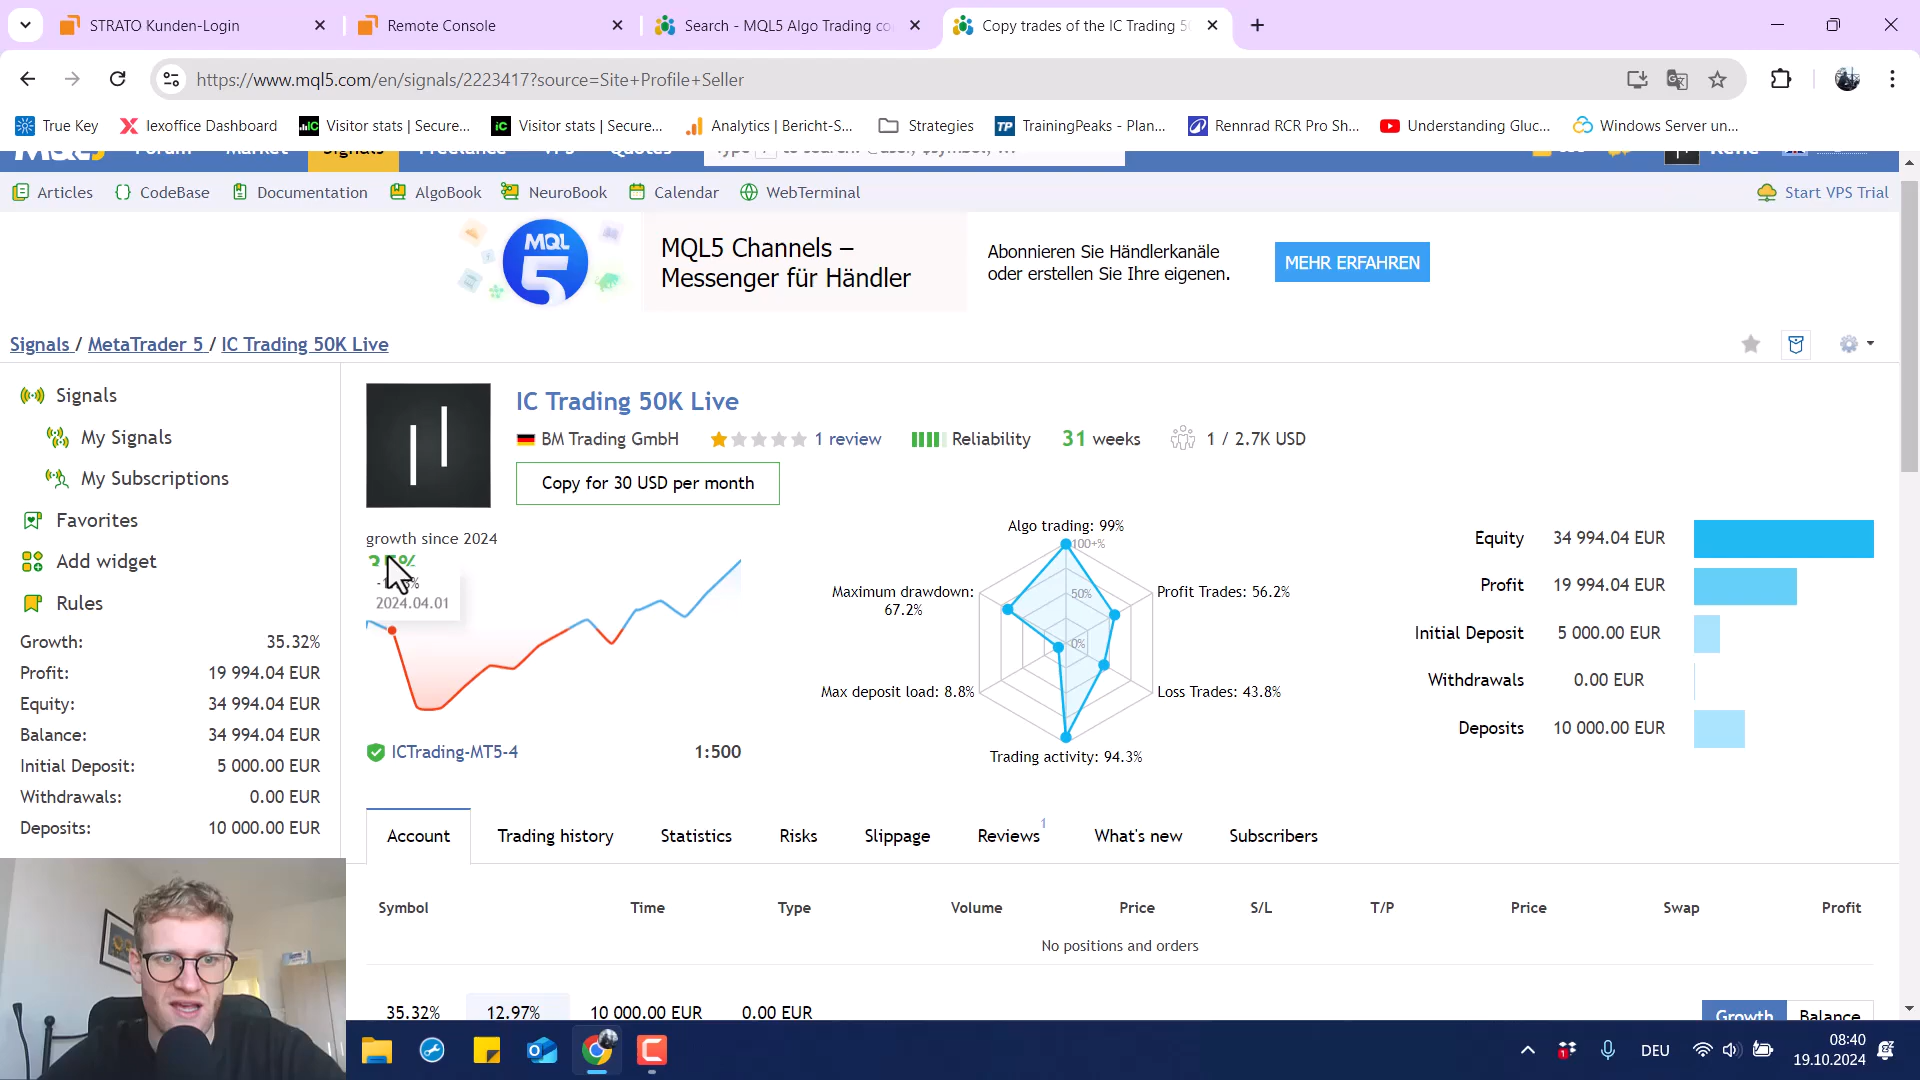 STRATO Kunden-Login
Remote Console
Search - MQL5 Algo Trading co
Copy trades of the IC Trading 50
https://www.mql5.com/en/signals/2223417?source=Site+Profile+Seller
True Key
lexoffice Dashboard
Visitor stats | Secure...
Visitor stats | Secure...
Analytics | Bericht-S...
Strategies
TrainingPeaks - Plan...
Rennrad RCR Pro Sh...
Understanding Gluc...
Windows Server un...
MQL5 Forum Market Signals Freelance VPS Quotes
Articles
CodeBase
Documentation
AlgoBook
NeuroBook
Calendar
WebTerminal
Start VPS Trial
MQL 5
MQL5 Channels –
Messenger für Händler
Abonnieren Sie Händlerkanäle
oder erstellen Sie Ihre eigenen.
MEHR ERFAHREN
Signals / MetaTrader 5 / IC Trading 50K Live
Signals
My Signals
My Subscriptions
Favorites
Add widget
Rules
Growth: 35.32%
Profit: 19 994.04 EUR
Equity: 34 994.04 EUR
Balance: 34 994.04 EUR
Initial Deposit: 5 000.00 EUR
Withdrawals: 0.00 EUR
Deposits: 10 000.00 EUR
IC Trading 50K Live
BM Trading GmbH
1 review
Reliability
31 weeks
1 / 2.7K USD
Copy for 30 USD per month
growth since 2024
2024.04.01
ICTrading-MT5-4
1:500
Algo trading: 99%
100+%
Maximum drawdown:
67.2%
50%
Profit Trades: 56.2%
0%
Max deposit load: 8.8%
Loss Trades: 43.8%
Trading activity: 94.3%
Equity 34 994.04 EUR
Profit 19 994.04 EUR
Initial Deposit 5 000.00 EUR
Withdrawals 0.00 EUR
Deposits 10 000.00 EUR
Account
Trading history
Statistics
Risks
Slippage
Reviews 1
What's new
Subscribers
Symbol Time Type Volume Price S/L T/P Price Swap Profit
No positions and orders
35.32% 12.97% 10 000.00 EUR 0.00 EUR
Growth Balance
DEU
08:40
19.10.2024